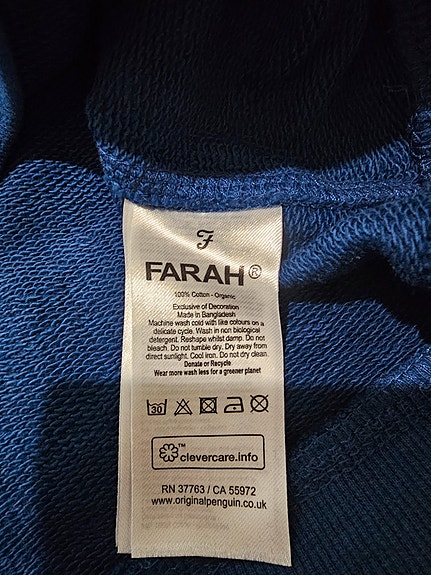 F
FARAH®
100% Cotton - Organic
Exclusive of Decoration
Made in Bangladesh
Machine wash cold with like colours on a
delicate cycle. Wash in non biological
detergent. Reshape whilst damp. Do not
bleach. Do not tumble dry. Dry away from
direct sunlight. Cool iron. Do not dry clean.
Donate or Recycle
Wear more wash less for a greener planet
30
™
clevercare.info
RN 37763 / CA 55972
www.originalpenguin.co.uk